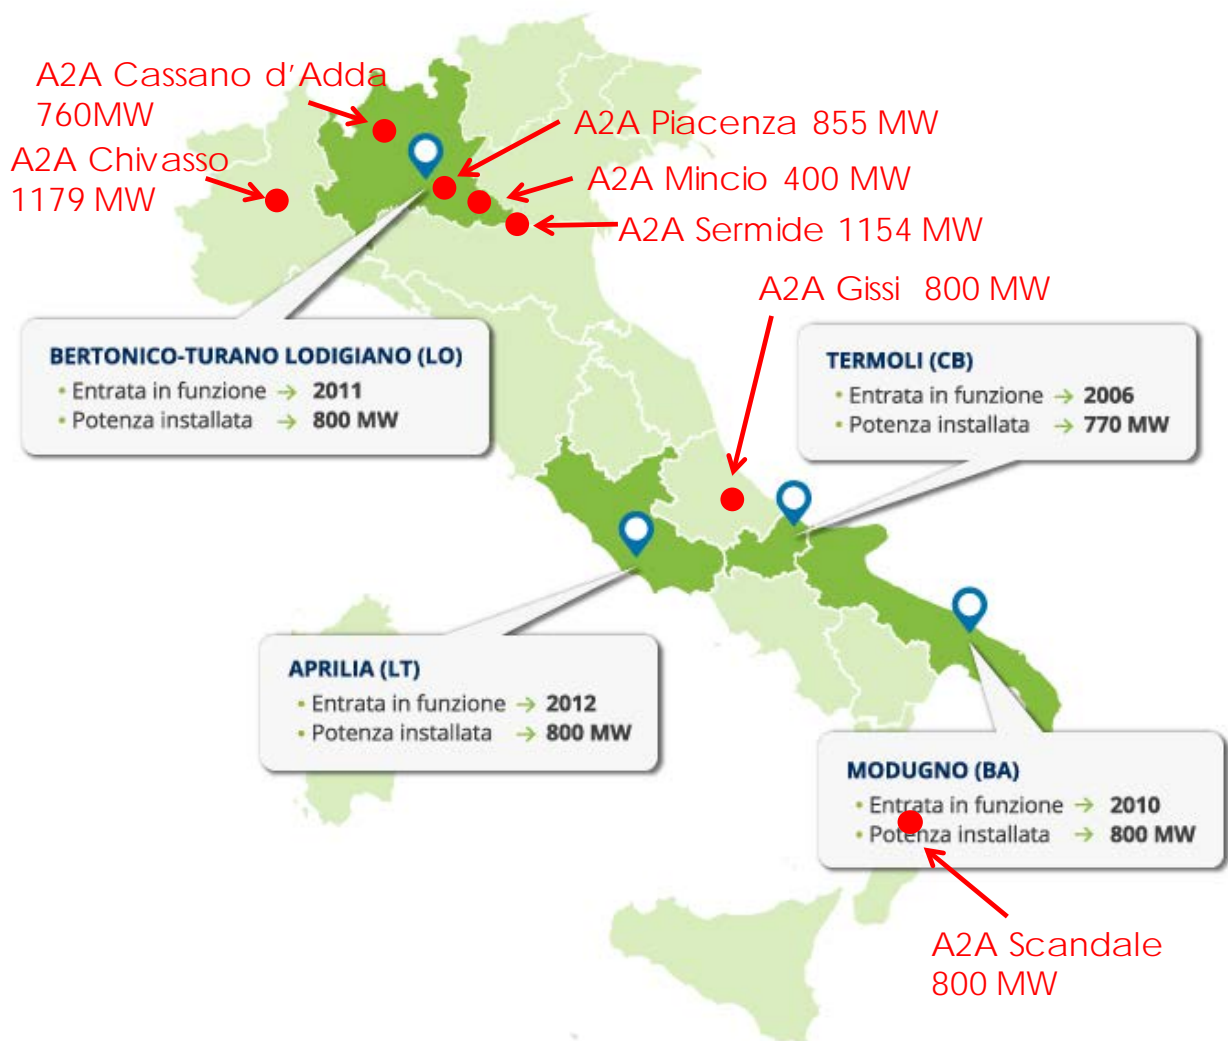 A2A Cassano d'Adda
760MW
A2A Chivasso
1179 MW
A2A Piacenza 855 MW
A2A Mincio 400 MW
A2A Sermide 1154 MW
A2A Gissi 800 MW
BERTONICO-TURANO LODIGIANO (LO)
• Entrata in funzione → 2011
• Potenza installata → 800 MW
TERMOLI (CB)
• Entrata in funzione → 2006
• Potenza installata → 770 MW
APRILIA (LT)
• Entrata in funzione → 2012
• Potenza installata → 800 MW
MODUGNO (BA)
• Entrata in funzione → 2010
• Potenza installata → 800 MW
A2A Scandale
800 MW